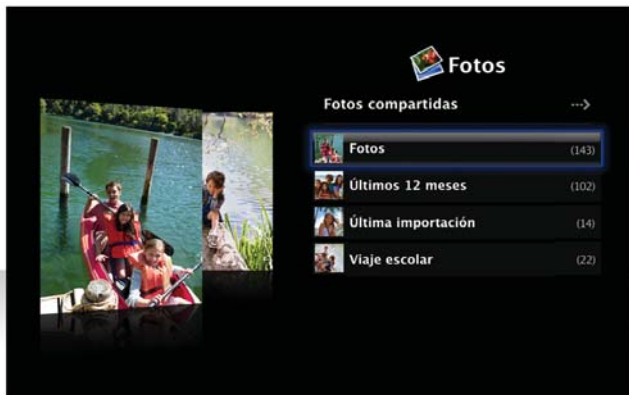 Fotos
Fotos compartidas
Fotos (143)
Últimos 12 meses (102)
Última importación (14)
Viaje escolar (22)